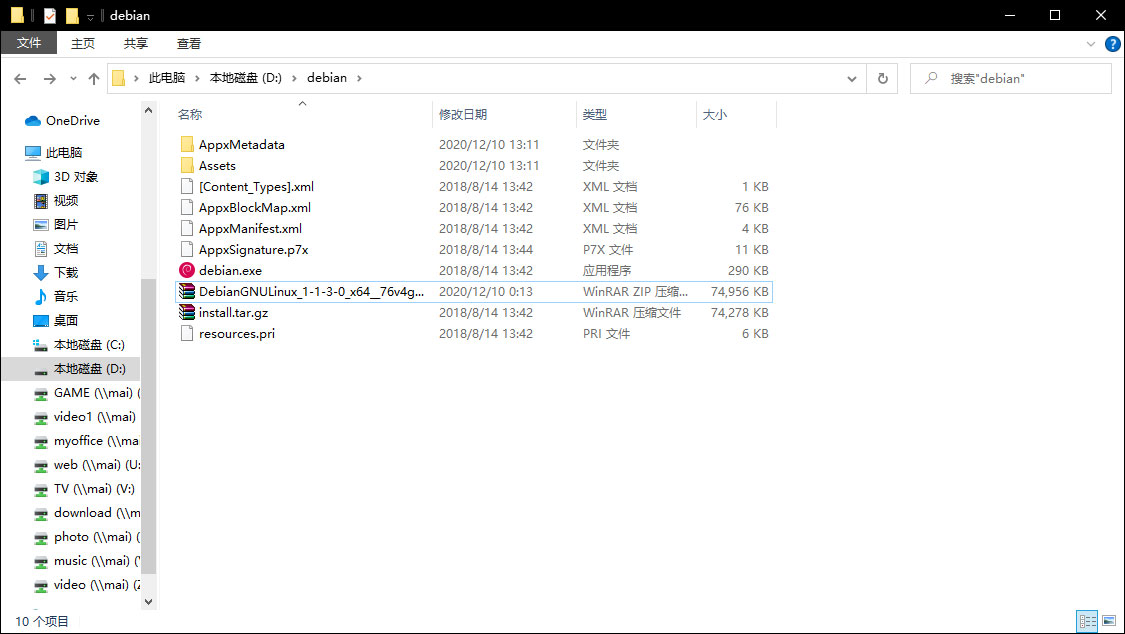 debian
文件 主页 共享 查看
此电脑 本地磁盘 (D:) debian 搜索"debian"
名称 修改日期 类型 大小
OneDrive
此电脑
3D 对象
视频
图片
文档
下载
音乐
桌面
本地磁盘 (C:)
本地磁盘 (D:)
GAME (\\mai) (
video1 (\\mai)
myoffice (\\ma
web (\\mai) (U:
TV (\\mai) (V:)
download (\\m
photo (\\mai) (
music (\\mai) (
video (\\mai) (Z
AppxMetadata 2020/12/10 13:11 文件夹
Assets 2020/12/10 13:11 文件夹
[Content_Types].xml 2018/8/14 13:42 XML 文档 1 KB
AppxBlockMap.xml 2018/8/14 13:42 XML 文档 76 KB
AppxManifest.xml 2018/8/14 13:42 XML 文档 4 KB
AppxSignature.p7x 2018/8/14 13:44 P7X 文件 11 KB
debian.exe 2018/8/14 13:42 应用程序 290 KB
DebianGNULinux_1-1-3-0_x64__76v4g... 2020/12/10 0:13 WinRAR ZIP 压缩... 74,956 KB
install.tar.gz 2018/8/14 13:42 WinRAR 压缩文件 74,278 KB
resources.pri 2018/8/14 13:42 PRI 文件 6 KB
10 个项目